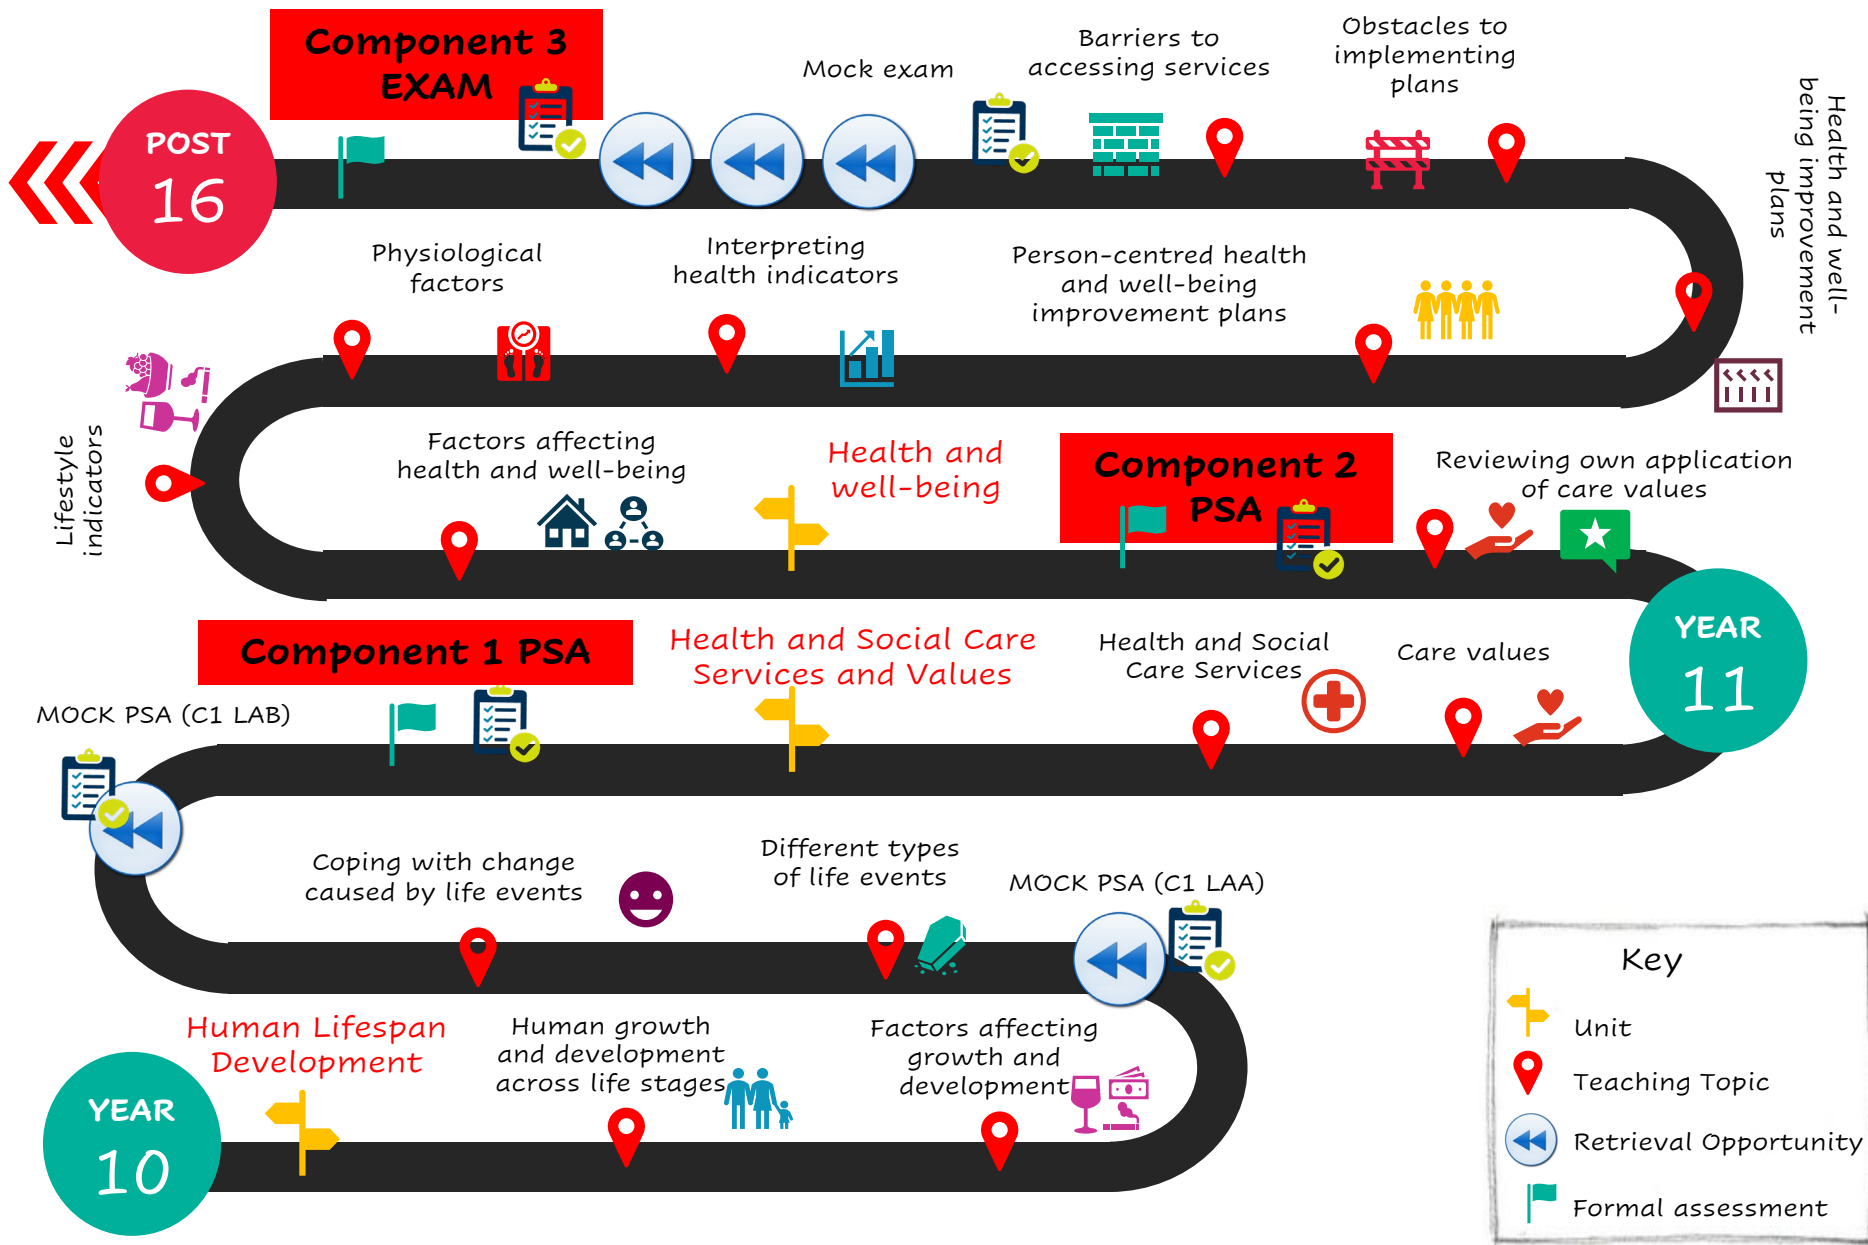 Component 3
EXAM
Mock exam
Barriers to
accessing services
Obstacles to
implementing
plans
Health and well-
being improvement
plans
POST
16
Physiological
factors
Interpreting
health indicators
Person-centred health
and well-being
improvement plans
Lifestyle
indicators
Factors affecting
health and well-being
Health and
well-being
Component 2
PSA
Reviewing own application
of care values
YEAR
11
Component 1 PSA
Health and Social Care
Services and Values
Health and Social
Care Services
Care values
MOCK PSA (C1 LAB)
Coping with change
caused by life events
Different types
of life events
MOCK PSA (C1 LAA)
Human Lifespan
Development
Human growth
and development
across life stages
Factors affecting
growth and
development
YEAR
10
Key
Unit
Teaching Topic
Retrieval Opportunity
Formal assessment